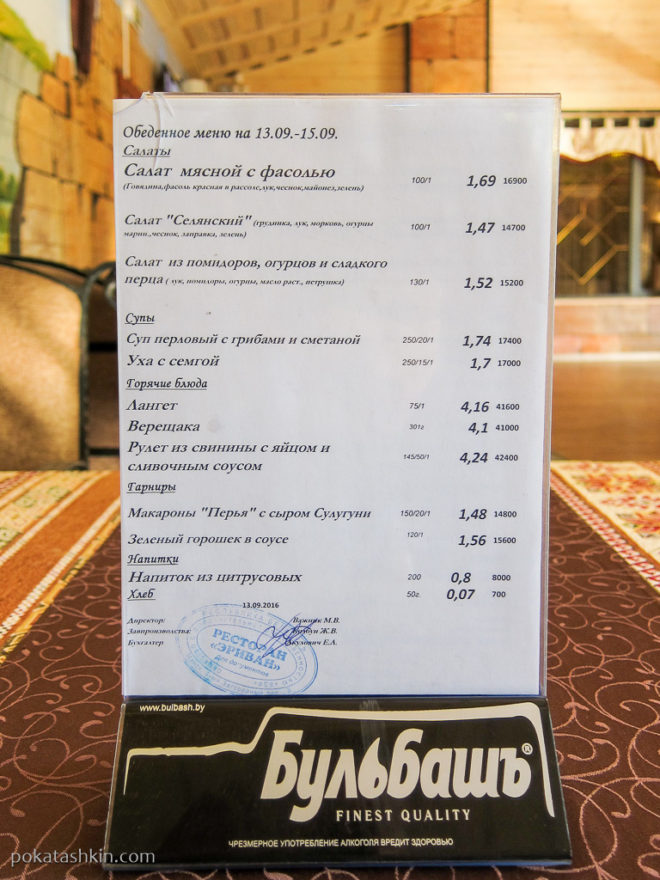 Обеденное меню на 13.09.-15.09.
Салаты
Салат мясной с фасолью 100/1 1,69 16900
(Говядина,фасоль красная в рассоле,лук,чеснок,майонез,зелень)
Салат "Селянский" (грудинка, лук, морковь, огурцы
марин.,чеснок, заправка, зелень) 100/1 1,47 14700
Салат из помидоров, огурцов и сладкого
перца ( лук, помидоры, огурцы, масло раст., петрушка) 130/1 1,52 15200
Супы
Суп перловый с грибами и сметаной 250/20/1 1,74 17400
Уха с семгой 250/15/1 1,7 17000
Горячие блюда
Лангет 75/1 4,16 41600
Верещака 301г 4,1 41000
Рулет из свинины с яйцом и
сливочным соусом 145/50/1 4,24 42400
Гарниры
Макароны "Перья" с сыром Сулугуни 150/20/1 1,48 14800
Зеленый горошек в соусе 120/1 1,56 15600
Напитки
Напиток из цитрусовых 200 0,8 8000
Хлеб 50г. 0,07 700
13.09.2016
Директор: Важник М.В.
Завпроизводства: Ж.В.
Бухгалтер Е.А.
РЕСТОРАН
«ЭРИВАН»
Для документов
www.bulbash.by
Бульбашъ®
FINEST QUALITY
ЧРЕЗМЕРНОЕ УПОТРЕБЛЕНИЕ АЛКОГОЛЯ ВРЕДИТ ЗДОРОВЬЮ
pokatashkin.com